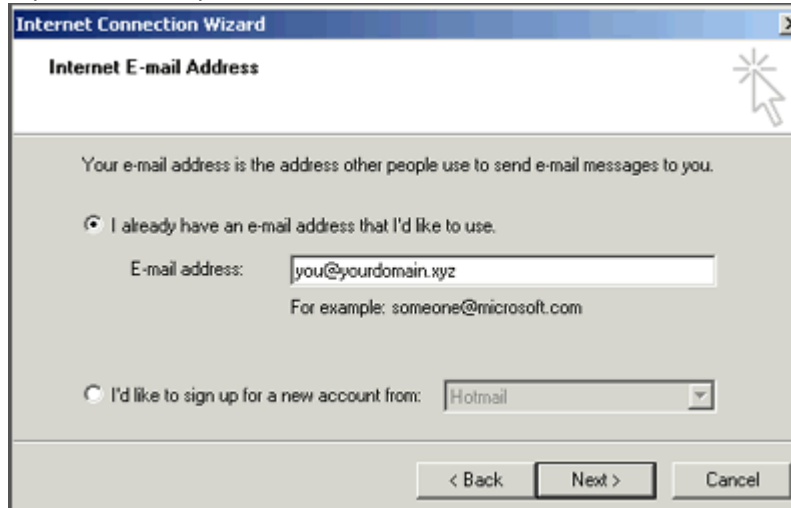 Internet Connection Wizard
Internet E-mail Address
Your e-mail address is the address other people use to send e-mail messages to you.
I already have an e-mail address that I'd like to use.
E-mail address: you@yourdomain.xyz
For example: someone@microsoft.com
I'd like to sign up for a new account from: Hotmail
< Back Next > Cancel